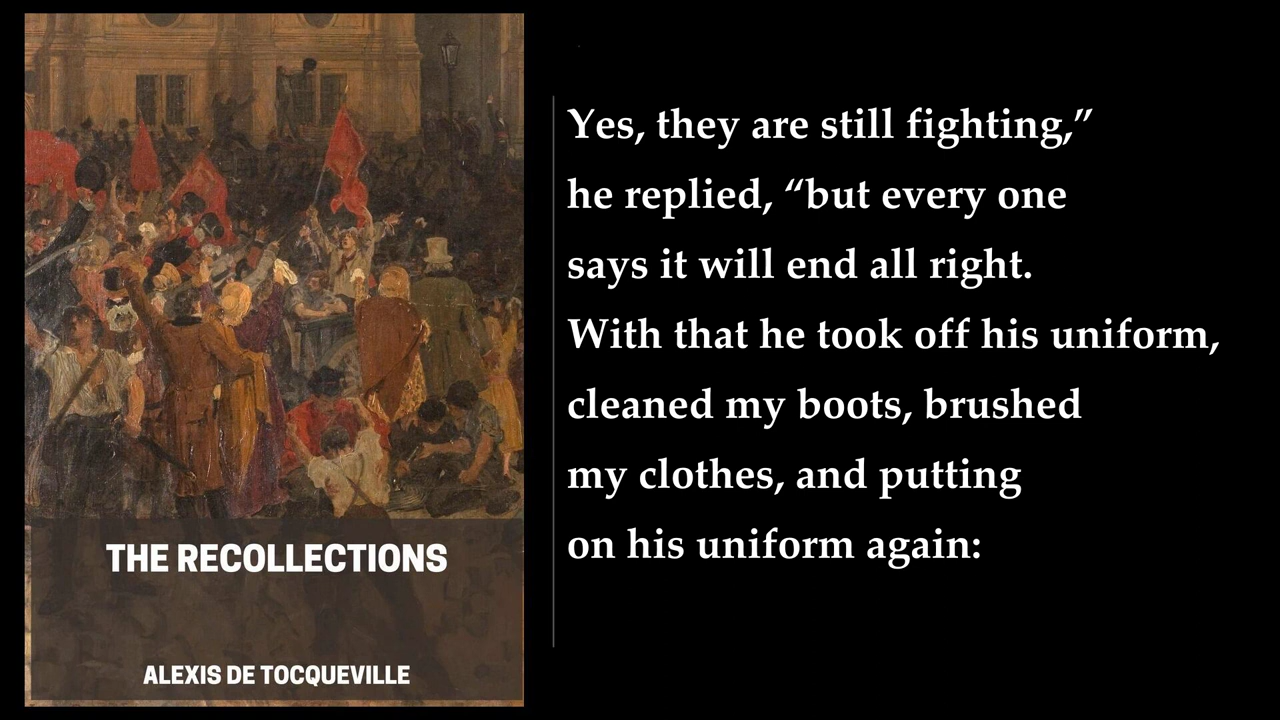 THE RECOLLECTIONS
ALEXIS DE TOCQUEVILLE
Yes, they are still fighting,”
he replied, “but every one
says it will end all right.
With that he took off his uniform,
cleaned my boots, brushed
my clothes, and putting
on his uniform again: